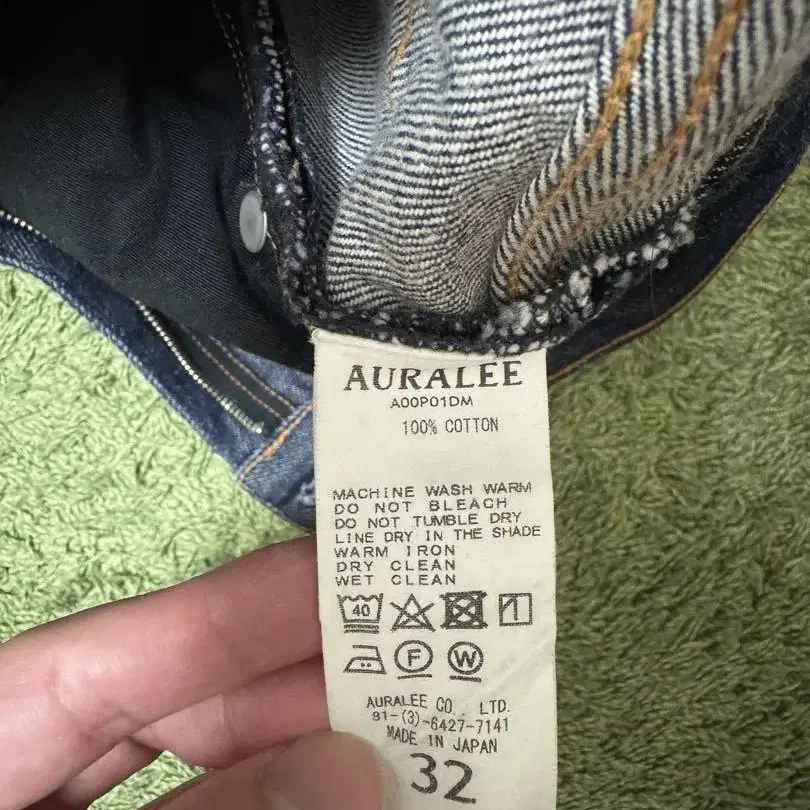 AURALEE
A00P01DM
100% COTTON
MACHINE WASH WARM
DO NOT BLEACH
DO NOT TUMBLE DRY
LINE DRY IN THE SHADE
WARM IRON
DRY CLEAN
WET CLEAN
40
F W
AURALEE CO., LTD.
81-(3)-6427-7141
MADE IN JAPAN
32